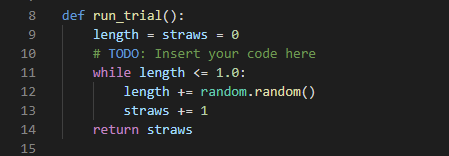 8 def run_trial():
9 length = straws = 0
10 # TODO: Insert your code here
11 while length <= 1.0:
12 length += random.random()
13 straws += 1
14 return straws
15